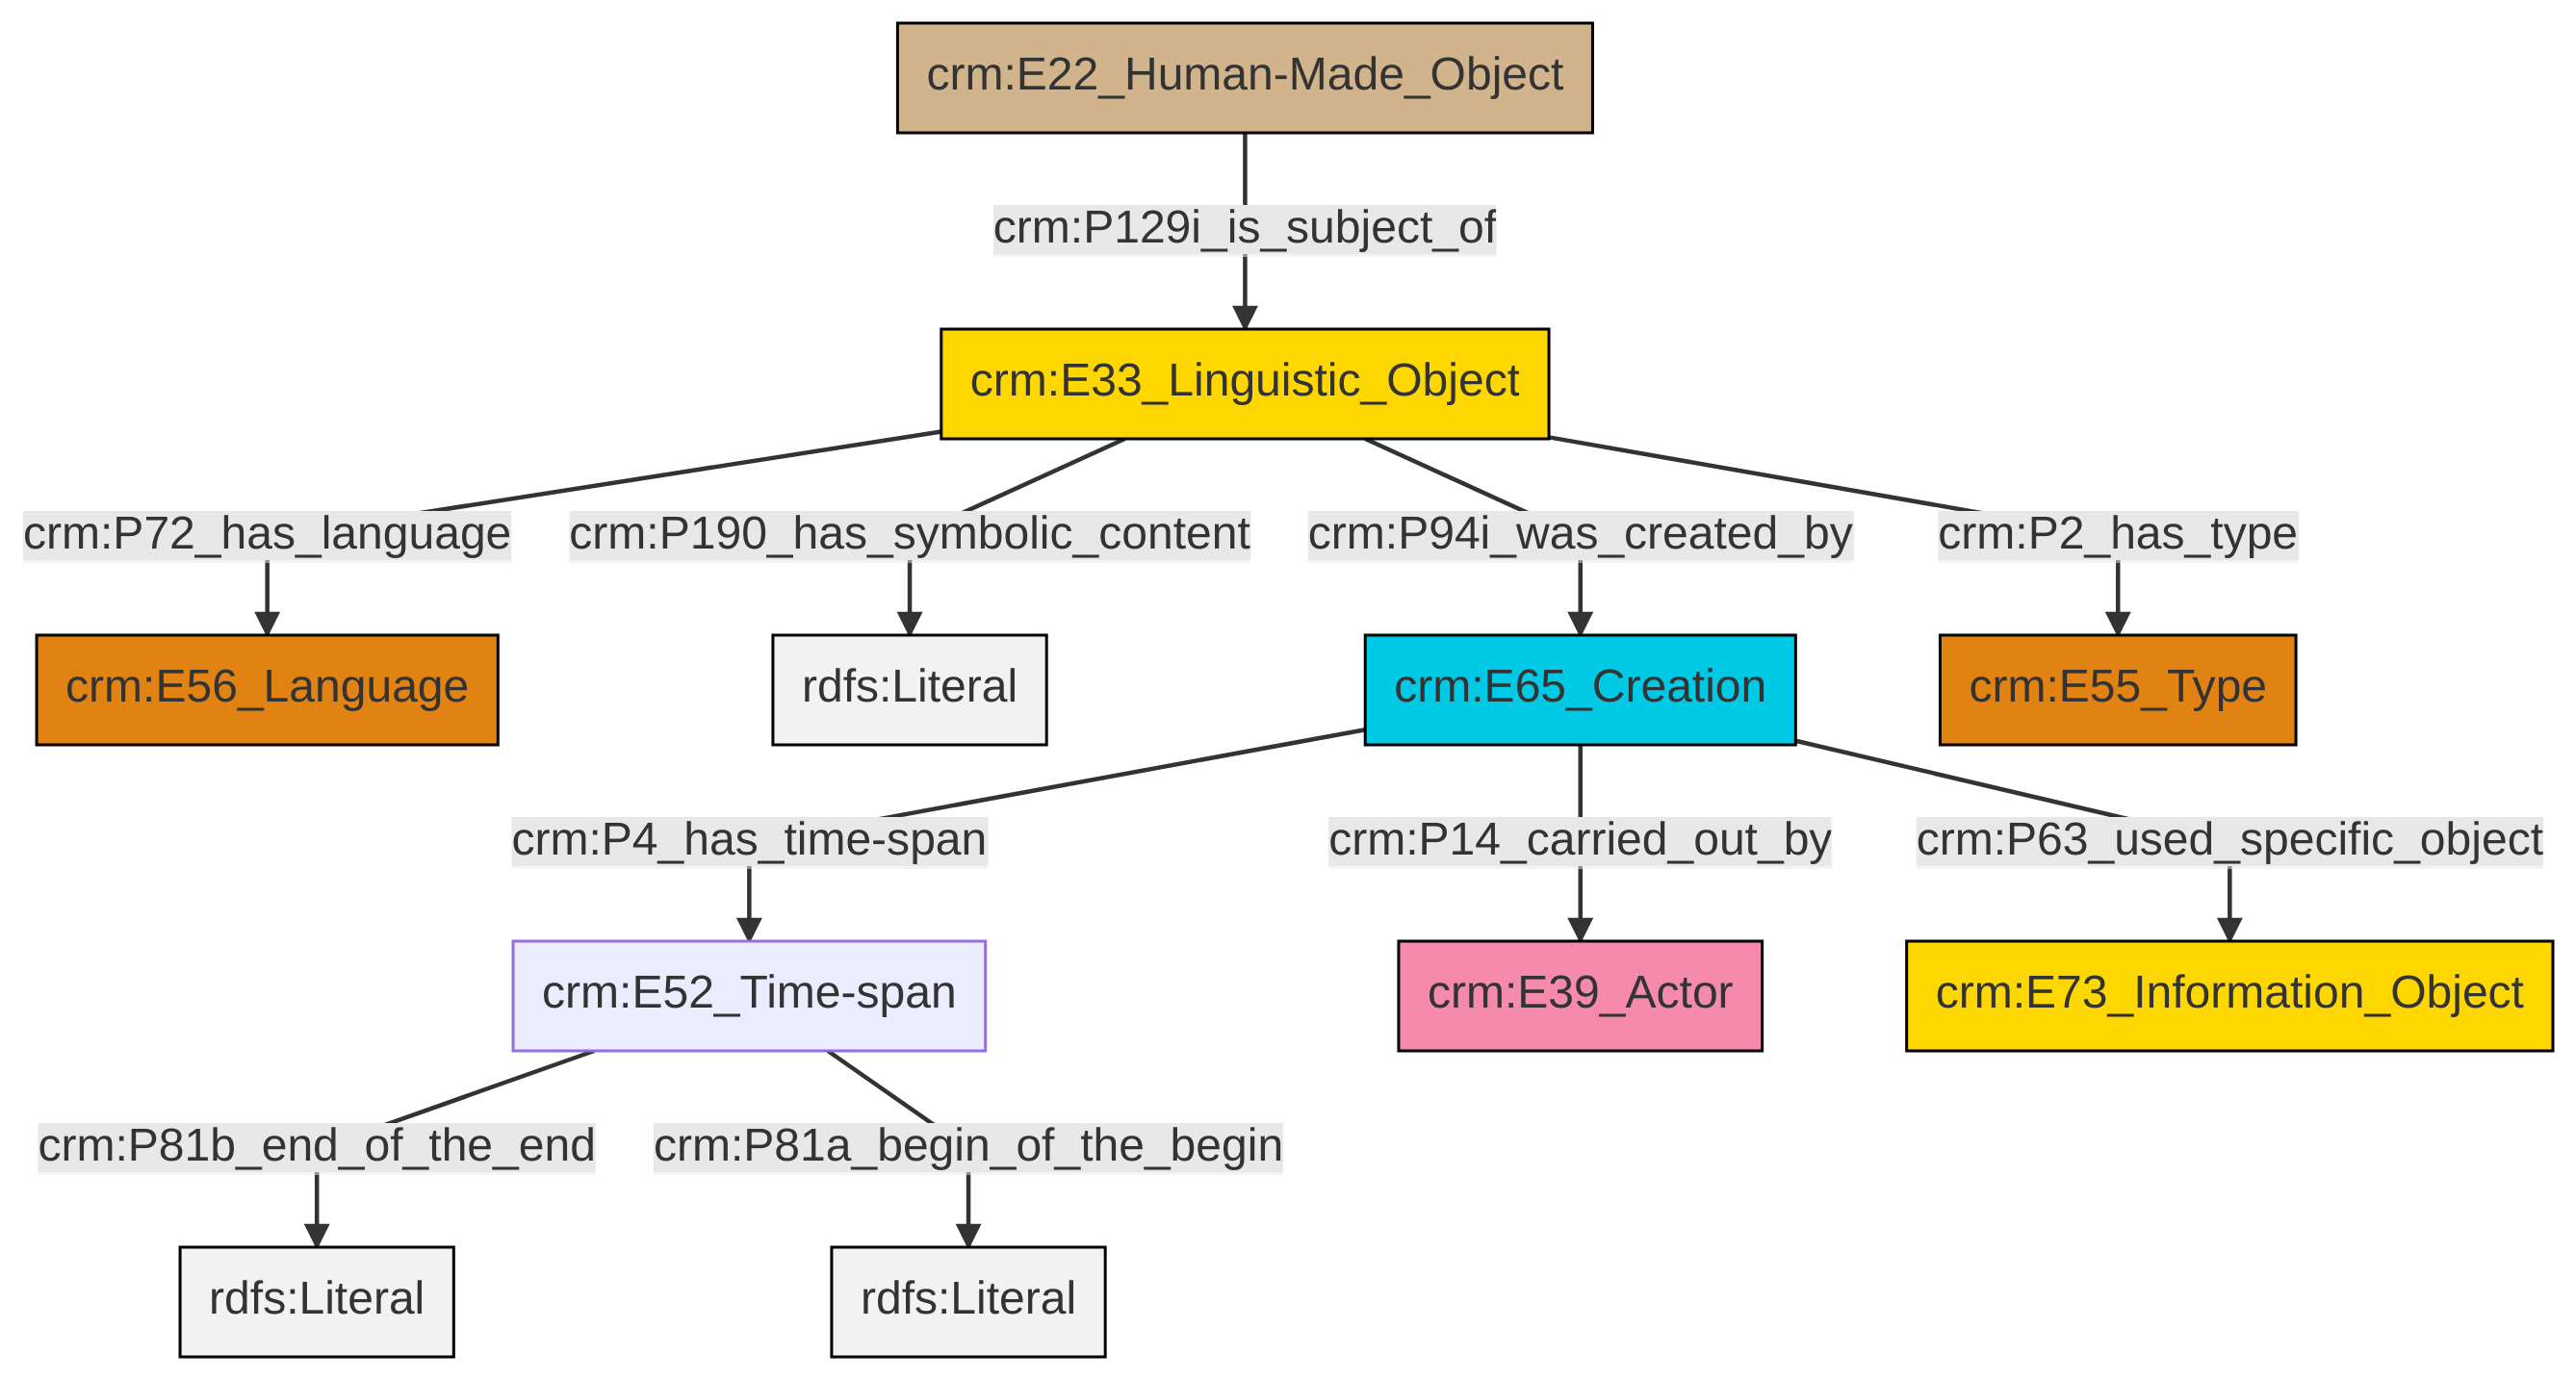 crm:E22_Human-Made_Object
crm:P129i_is_subject_of
crm:E33_Linguistic_Object
crm:P72_has_language
crm:P190_has_symbolic_content
crm:P94i_was_created_by
crm:P2_has_type
crm:E56_Language
rdfs:Literal
crm:E65_Creation
crm:E55_Type
crm:P4_has_time-span
crm:P14_carried_out_by
crm:P63_used_specific_object
crm:E52_Time-span
crm:E39_Actor
crm:E73_Information_Object
crm:P81b_end_of_the_end
crm:P81a_begin_of_the_begin
rdfs:Literal
rdfs:Literal